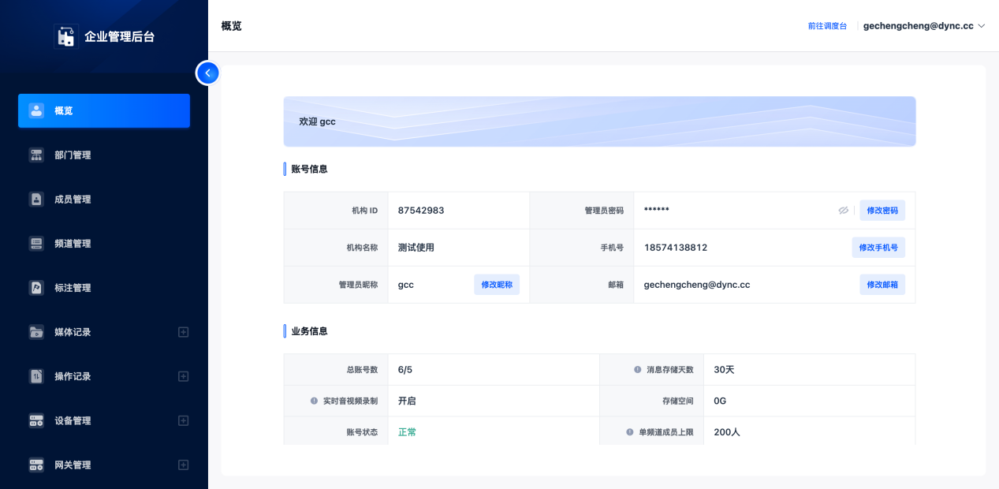 企业管理后台
概览
部门管理
成员管理
频道管理
标注管理
媒体记录
操作记录
设备管理
网关管理
概览
前往调度台
gechengcheng@dync.cc
欢迎 gcc
账号信息
机构 ID 87542983 管理员密码 ****** 修改密码
机构名称 测试使用 手机号 18574138812 修改手机号
管理员昵称 gcc 修改昵称 邮箱 gechengcheng@dync.cc 修改邮箱
业务信息
总账号数 6/5 消息存储天数 30天
实时音视频录制 开启 存储空间 0G
账号状态 正常 单频道成员上限 200人